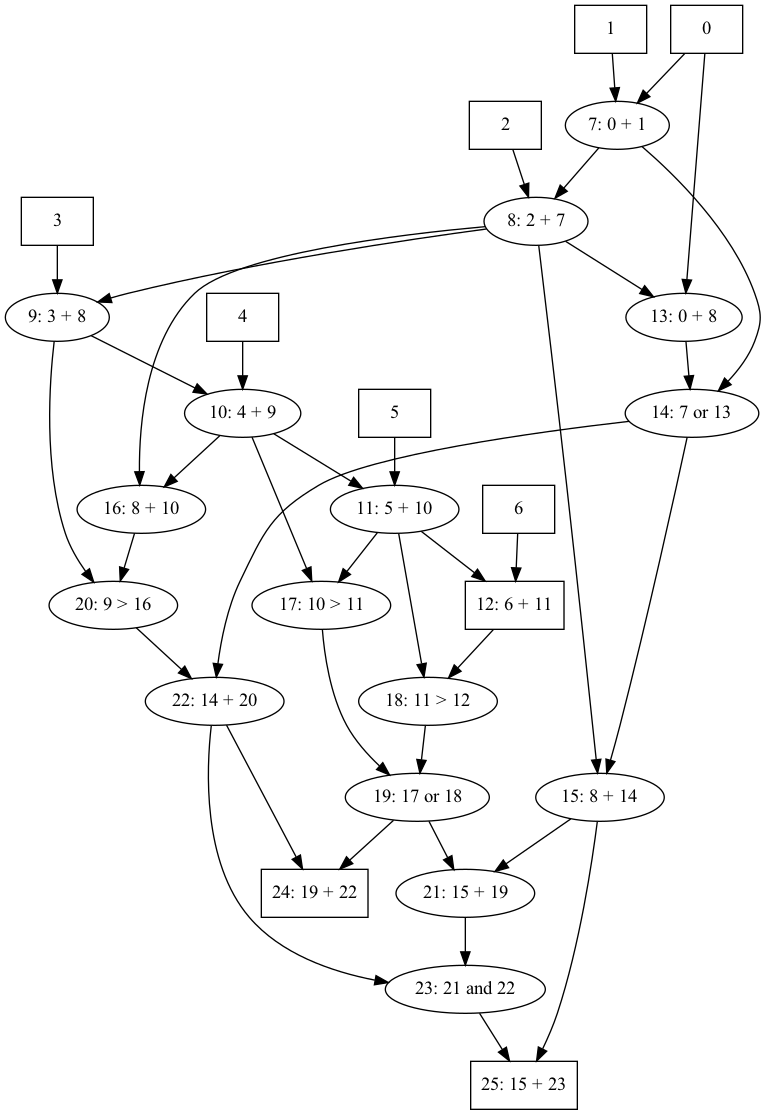 1
0
2
7: 0 + 1
3
8: 2 + 7
9: 3 + 8
4
13: 0 + 8
10: 4 + 9
5
14: 7 or 13
16: 8 + 10
11: 5 + 10
6
20: 9 > 16
17: 10 > 11
12: 6 + 11
22: 14 + 20
18: 11 > 12
19: 17 or 18
15: 8 + 14
24: 19 + 22
21: 15 + 19
23: 21 and 22
25: 15 + 23